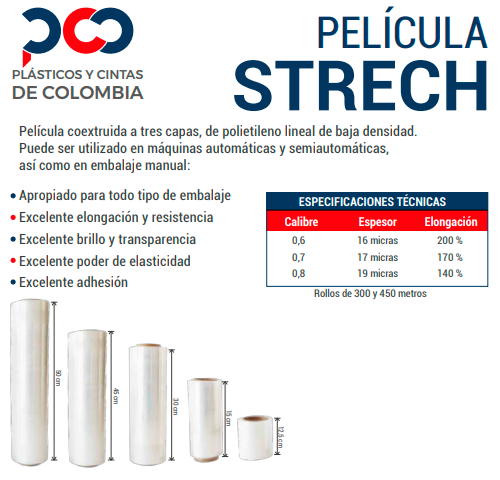 pcc
PLÁSTICOS Y CINTAS
DE COLOMBIA
PELÍCULA
STRECH
Película coextruida a tres capas, de polietileno lineal de baja densidad.
Puede ser utilizado en máquinas automáticas y semiautomáticas,
así como en embalaje manual:
• Apropiado para todo tipo de embalaje
• Excelente elongación y resistencia
• Excelente brillo y transparencia
• Excelente poder de elasticidad
• Excelente adhesión
ESPECIFICACIONES TÉCNICAS
Calibre Espesor Elongación
0,6 16 micras 200 %
0,7 17 micras 170 %
0,8 19 micras 140 %
Rollos de 300 y 450 metros
50 cm
45 cm
30 cm
15 cm
12.5 cm